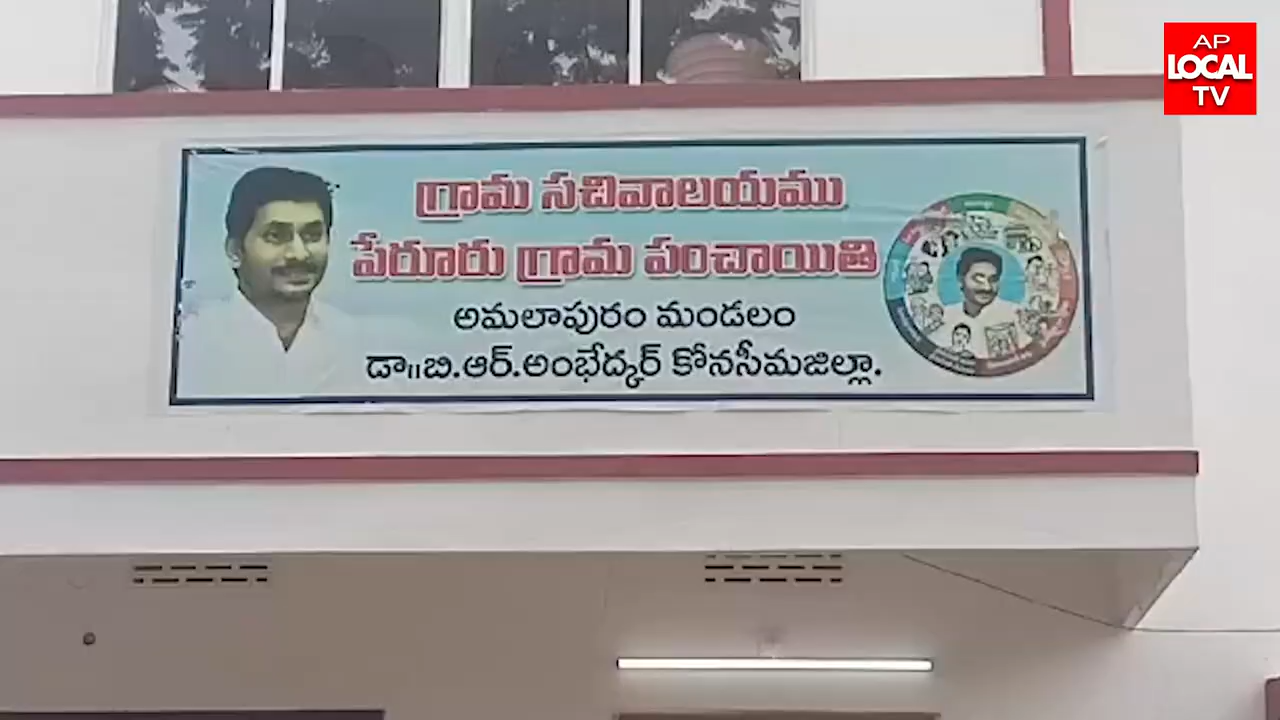 AP
LOCAL
TV
గ్రామ సచివాలయము
పేరూరు గ్రామ పంచాయితి
అమలాపురం మండలం
డా॥బి.ఆర్.అంభేద్కర్ కోనసీమజిల్లా.